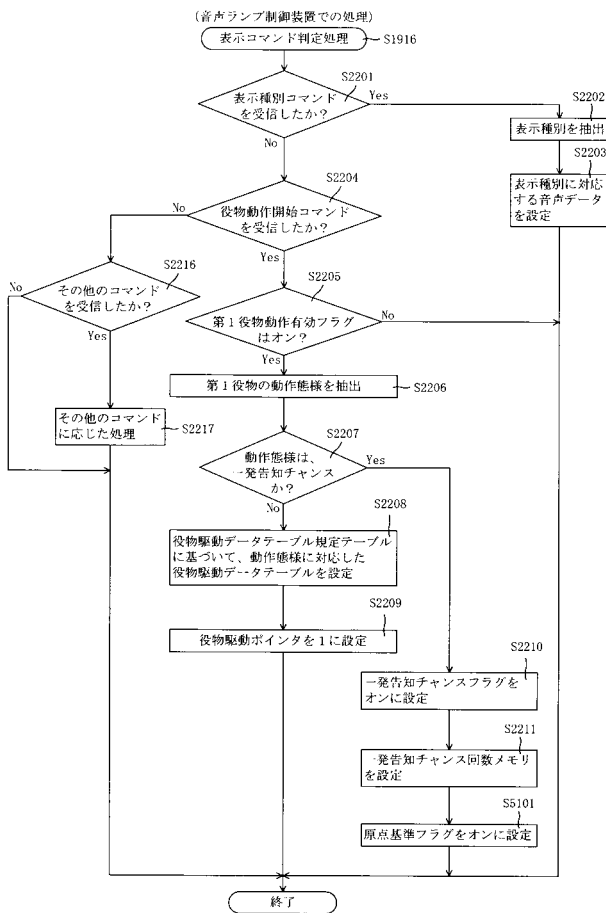 (音声ランプ制御装置での処理)
表示コマンド判定処理
S1916
S2201
表示種別コマンド
を受信したか?
Yes
No
S2202
表示種別を抽出
S2203
表示種別に対応
する音声データ
を設定
S2204
役物動作開始コマンド
を受信したか?
No
Yes
S2216
その他のコマンド
を受信したか?
No
Yes
S2205
第1役物動作有効フラグ
はオン?
No
Yes
第1役物の動作態様を抽出
S2206
その他のコマンド
に応じた処理
S2217
S2207
動作態様は、
一発告知チャンス
か?
Yes
No
S2208
役物駆動データテーブル規定テーブル
に基づいて、動作態様に対応した
役物駆動データテーブルを設定
S2209
役物駆動ポインタを1に設定
S2210
一発告知チャンスフラグを
オンに設定
S2211
一発告知チャンス回数メモリ
を設定
S5101
原点基準フラグをオンに設定
終了